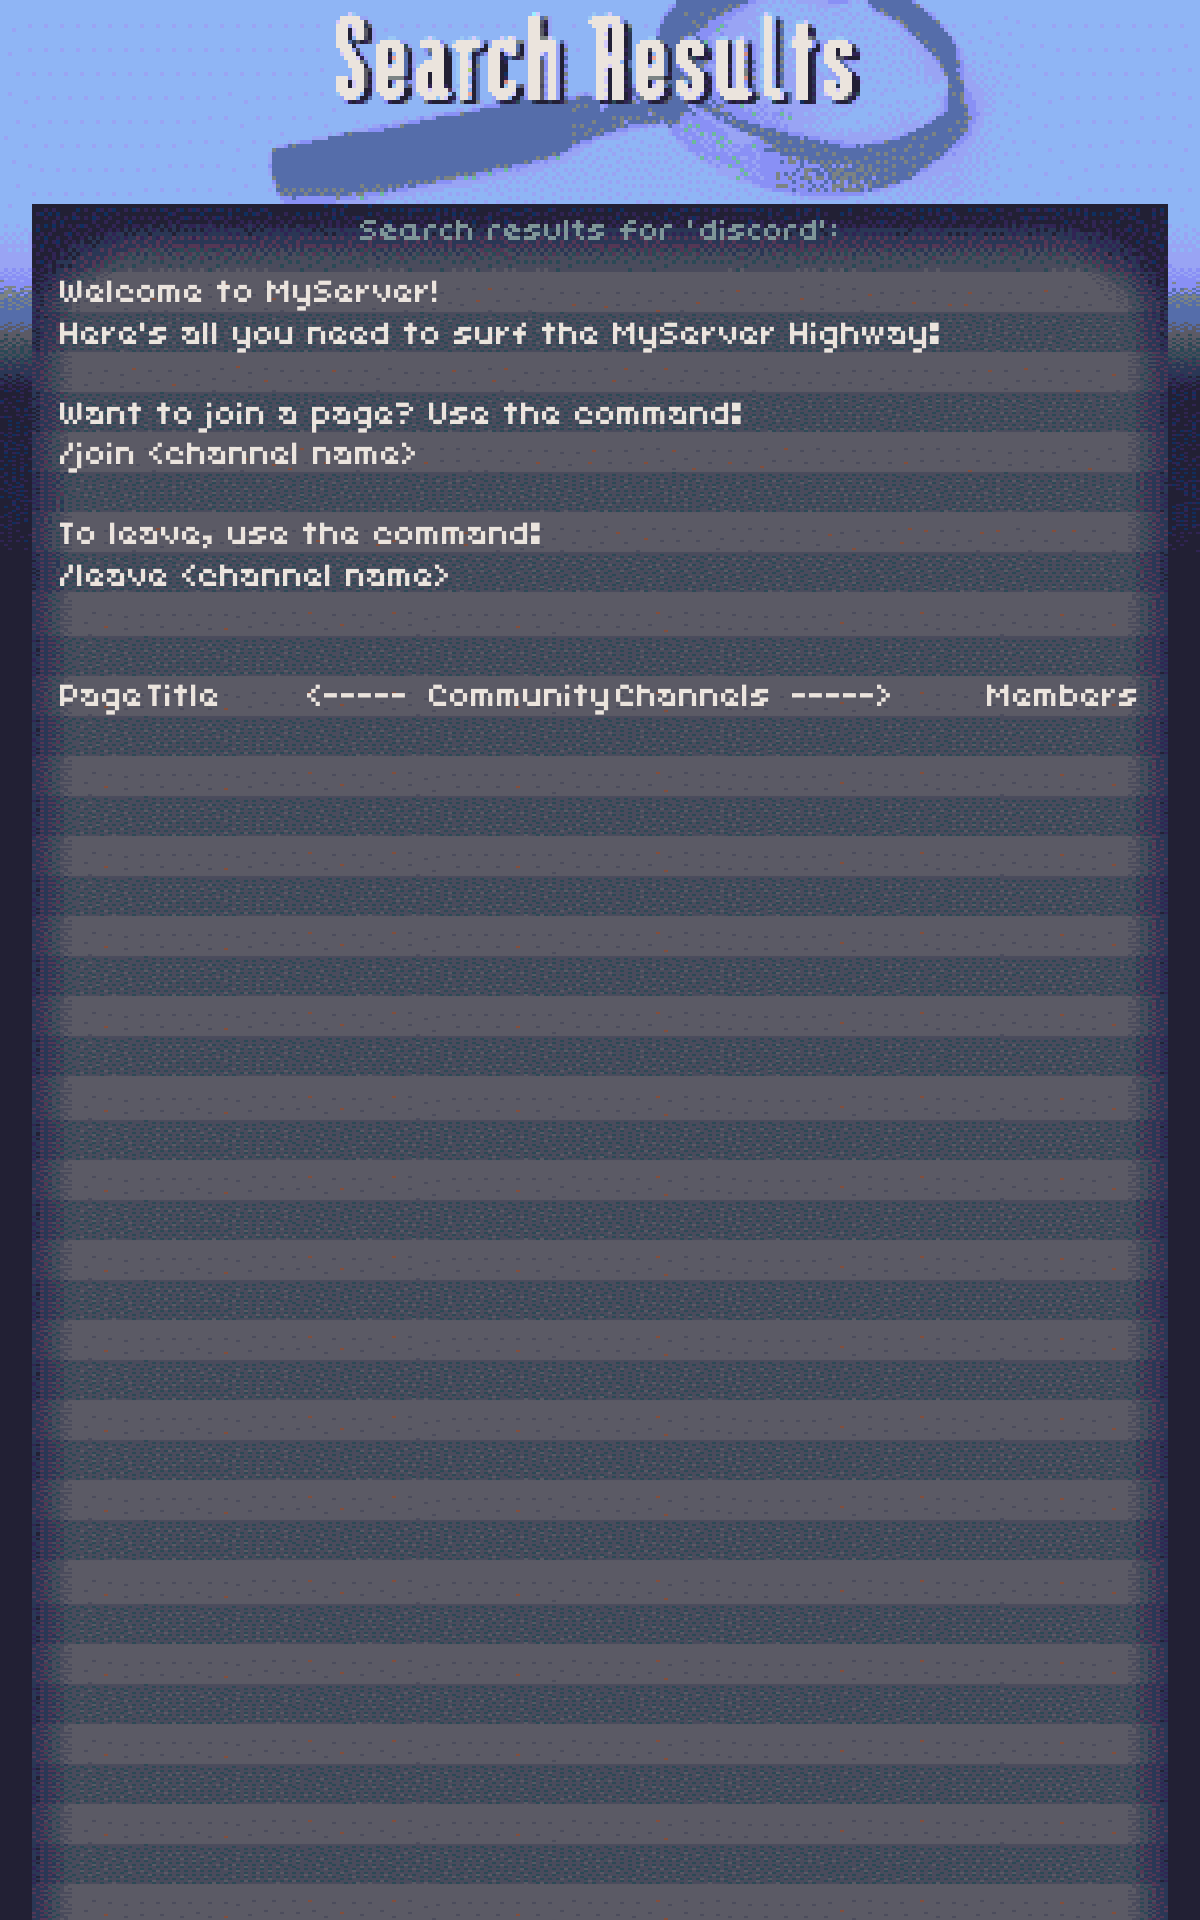 Search Results
Search results for 'discord':
Welcome to MyServer!
Here's all you need to surf the MyServer Highway:
Want to join a page? Use the command:
/join <channel name>
To leave, use the command:
/leave <channel name>
Page Title <----- Community Channels -----> Members